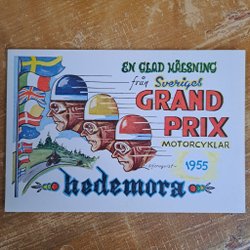 EN GLAD HÄLSNING
från Sveriges
GRAND
PRIX
MOTORCYKLAR
1955
hedemora